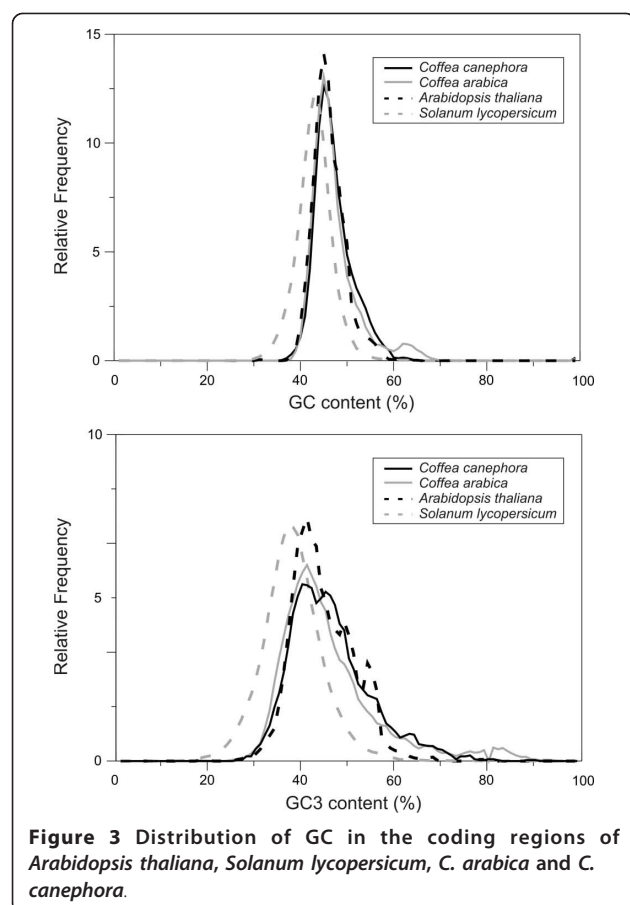 15
10
5
0
Relative Frequency
Coffea canephora
Coffea arabica
Arabidopsis thaliana
Solanum lycopersicum
0 20 40 60 80 100
GC content (%)
10
5
0
Relative Frequency
Coffea canephora
Coffea arabica
Arabidopsis thaliana
Solanum lycopersicum
0 20 40 60 80 100
GC3 content (%)
Figure 3 Distribution of GC in the coding regions of
Arabidopsis thaliana, Solanum lycopersicum, C. arabica and C.
canephora.